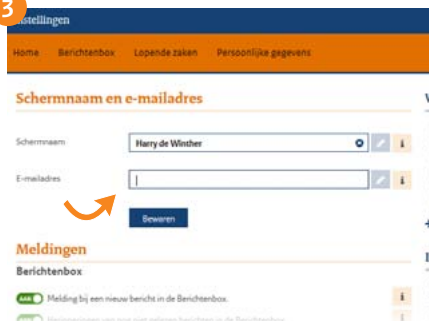 3
Instellingen
Home Berichtenbox Lopende zaken Persoonlijke gegevens
Schermnaam en e-mailadres
Schermnaam Harry de Winther i
E-mailadres i
Bewaren
Meldingen
Berichtenbox
AAN Melding bij een nieuw bericht in de Berichtenbox. i